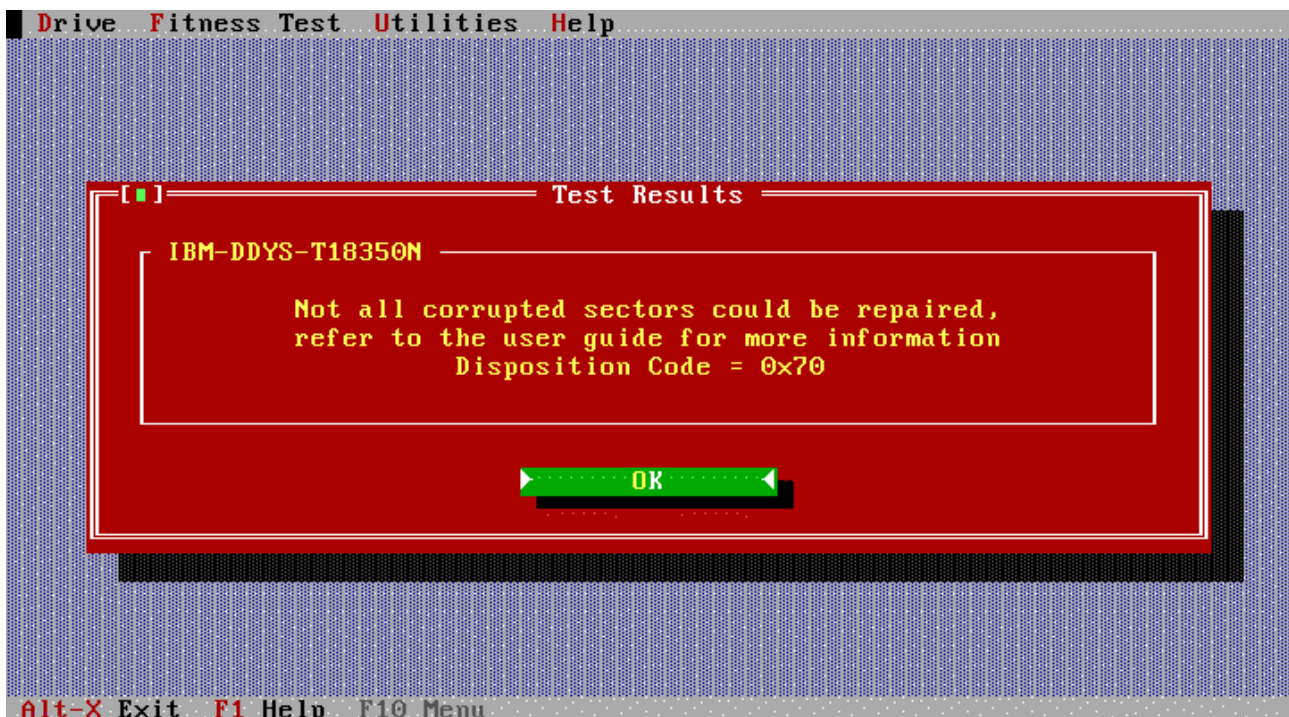 Drive Fitness Test Utilities Help
Test Results
IBM-DDYS-T18350N
Not all corrupted sectors could be repaired,
refer to the user guide for more information
Disposition Code = 0x70
OK
Alt-X Exit F1 Help F10 Menu